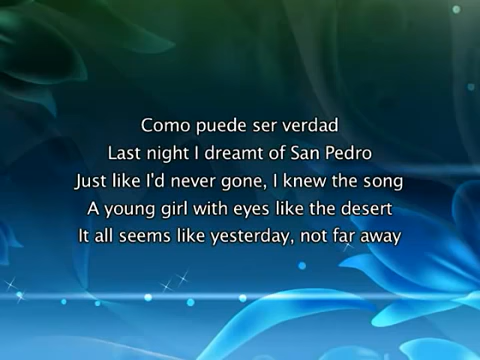 Como puede ser verdad
Last night I dreamt of San Pedro
Just like I'd never gone, I knew the song
A young girl with eyes like the desert
It all seems like yesterday, not far away